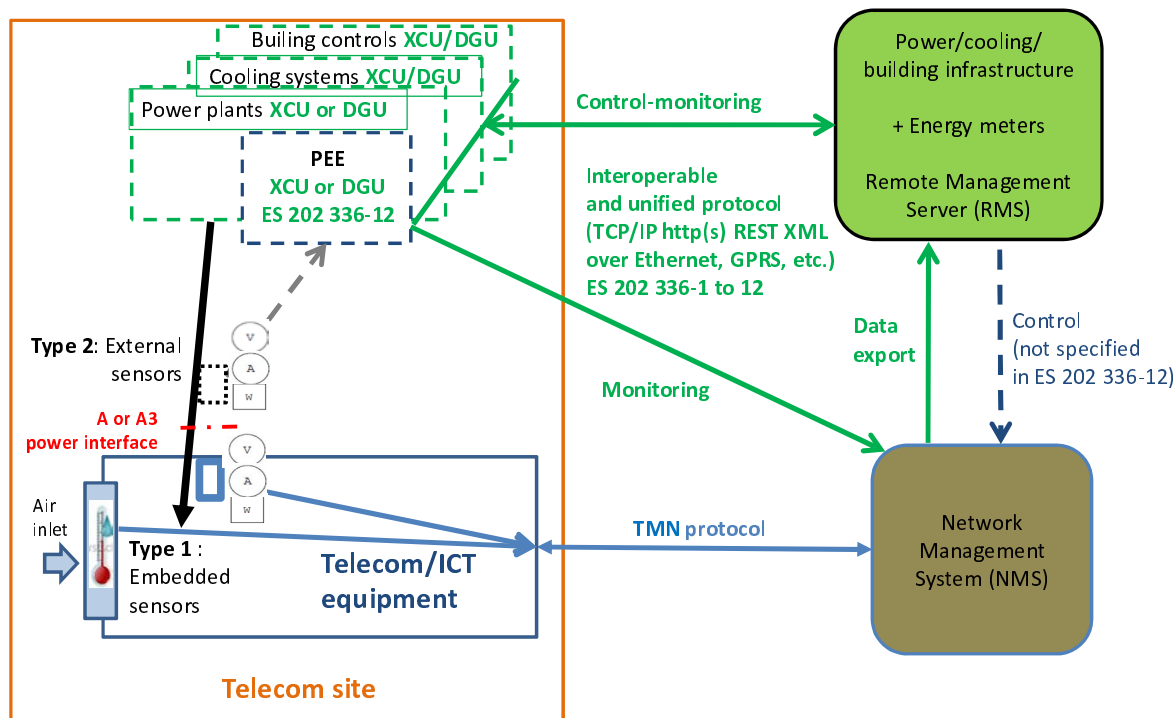 Builing controls XCU/DGU
Cooling systems XCU/DGU
Power plants XCU or DGU
PEE
XCU or DGU
ES 202 336-12
Control-monitoring
Power/cooling/
building infrastructure
+ Energy meters
Remote Management
Server (RMS)
Interoperable
and unified protocol
(TCP/IP http(s) REST XML
over Ethernet, GPRS, etc.)
ES 202 336-1 to 12
Type 2: External
sensors
V
A
W
Data
export
Control
(not specified
in ES 202 336-12)
Monitoring
A or A3
power interface
V
A
W
Air
inlet
Type 1 :
Embedded
sensors
Telecom/ICT
equipment
TMN protocol
Network
Management
System (NMS)
Telecom site